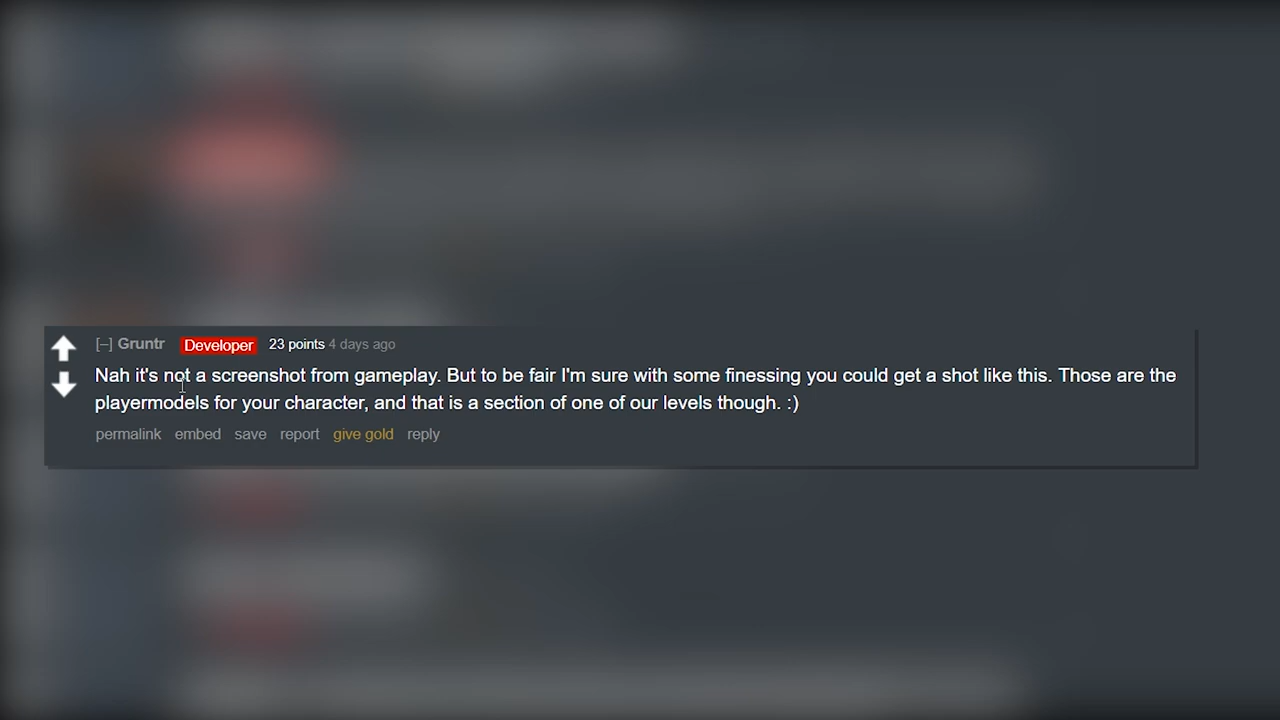 [–] Gruntr Developer 23 points 4 days ago
Nah it's not a screenshot from gameplay. But to be fair I'm sure with some finessing you could get a shot like this. Those are the
playermodels for your character, and that is a section of one of our levels though. :)
permalink embed save report give gold reply